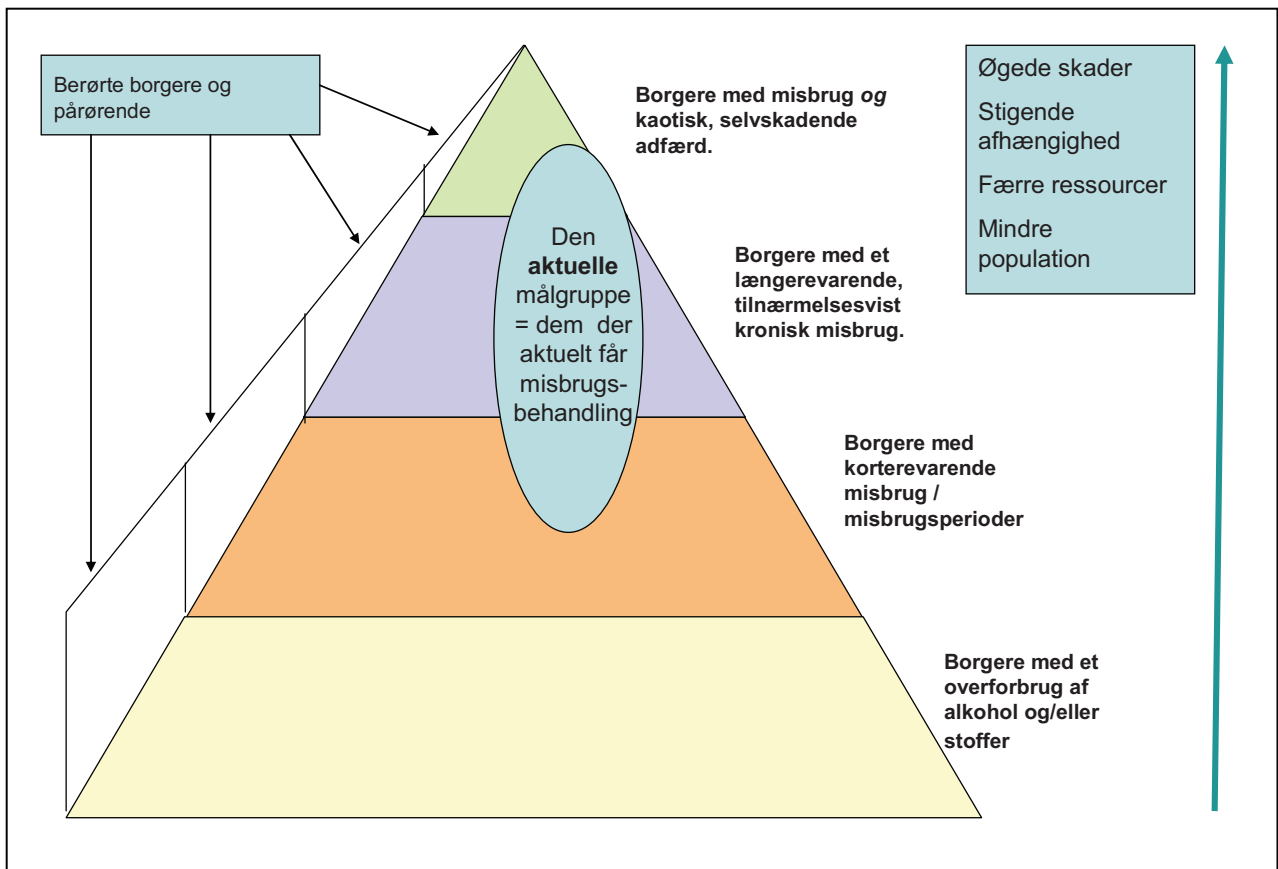 Berørte borgere og
pårørende
Borgere med misbrug og
kaotisk, selvskadende
adfærd.
Øgede skader
Stigende
afhængighed
Færre ressourcer
Mindre
population
Den
aktuelle
målgruppe
= dem der
aktuelt får
misbrugs-
behandling
Borgere med et
længerevarende,
tilnærmelsesvist
kronisk misbrug.
Borgere med
korterevarende
misbrug /
misbrugsperioder
Borgere med et
overforbrug af
alkohol og/eller
stoffer